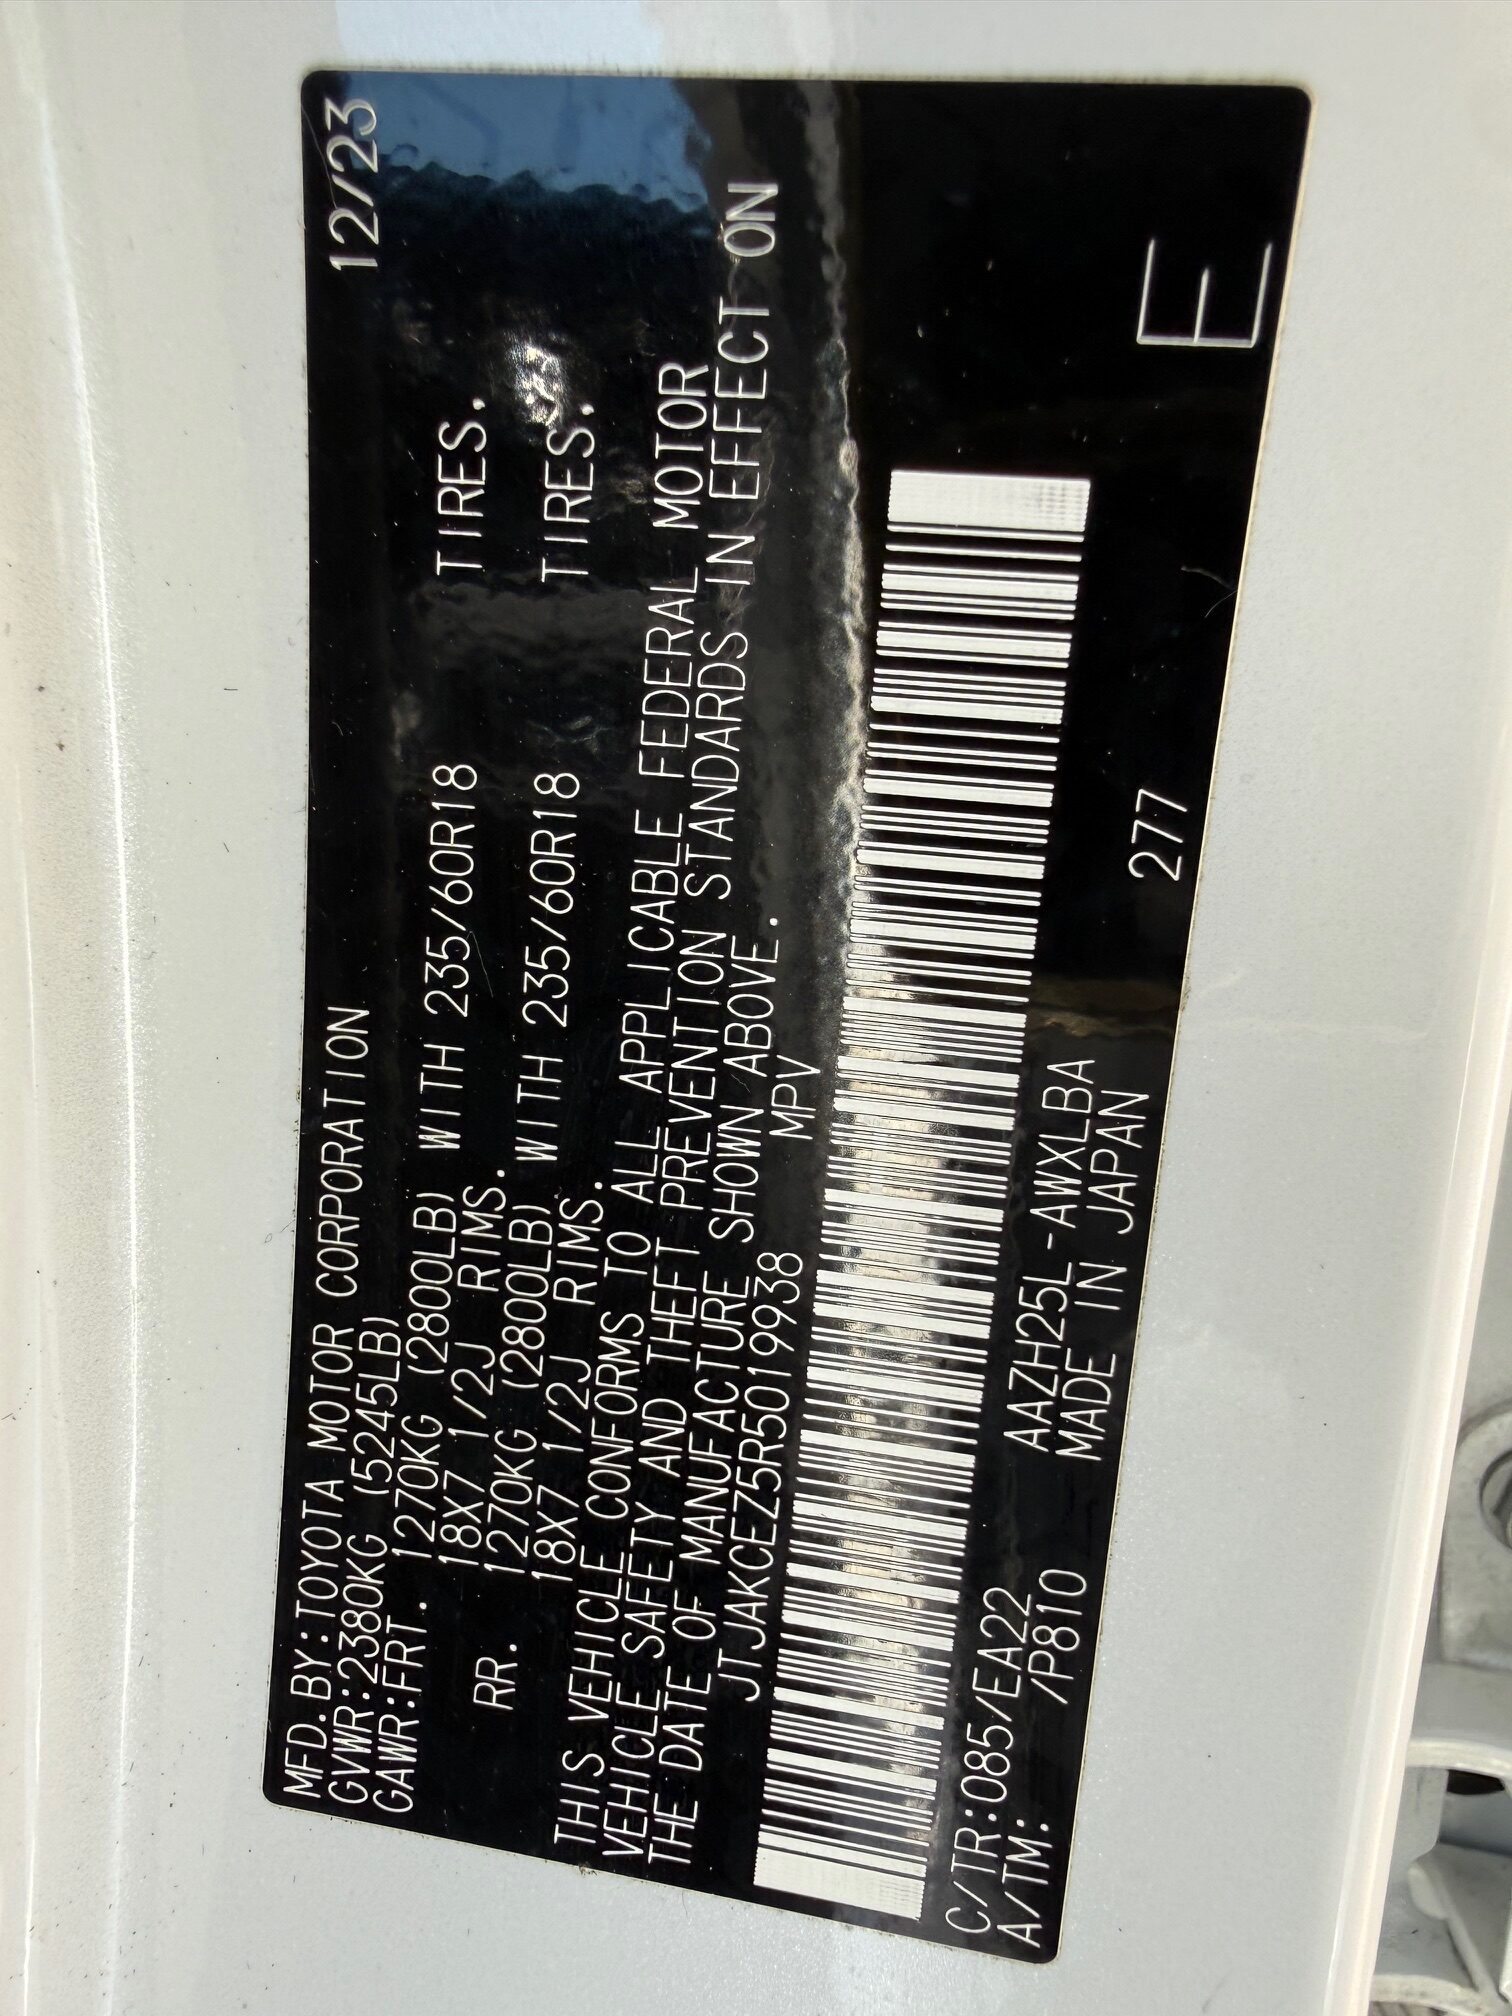 MFD.BY:TOYOTA MOTOR CORPORATION 12/23
GVWR:2380KG (5245LB)
GAWR:FRT. 1270KG (2800LB) WITH 235/60R18 TIRES.
18X7 1/2J RIMS.
RR. 1270KG (2800LB) WITH 235/60R18 TIRES.
18X7 1/2J RIMS.
THIS VEHICLE CONFORMS TO ALL APPLICABLE FEDERAL MOTOR
VEHICLE SAFETY AND THEFT PREVENTION STANDARDS IN EFFECT ON
THE DATE OF MANUFACTURE SHOWN ABOVE.
JTJAKCEZ5R5019938 MPV
C/TR:085/EA22 AAZH25L-AWXLBA
A/TM: /P810 MADE IN JAPAN 277 E